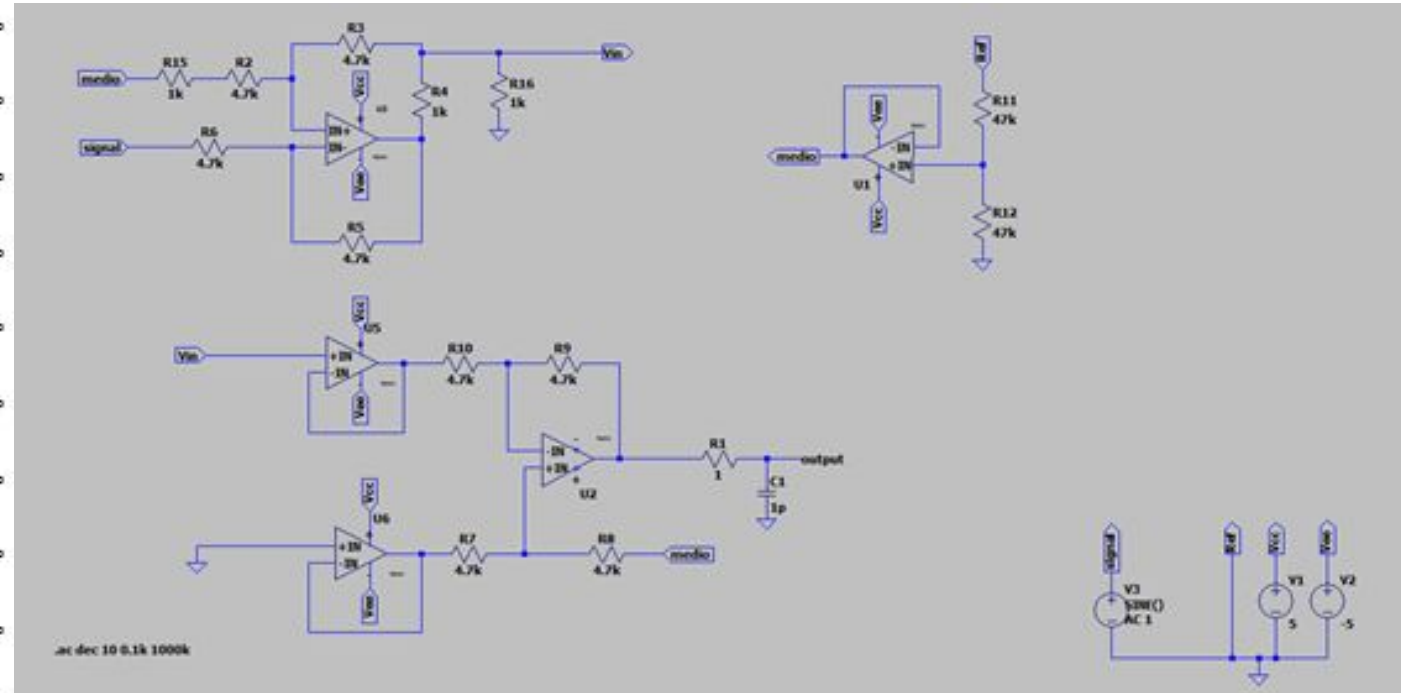 R3
4.7k
Vin
R15
1k
R2
4.7k
medio
Vcc
R4
1k
R16
1k
IN+
IN-
signal
R6
4.7k
R5
4.7k
Ref
R11
47k
-IN
+IN
medio
U1
Vcc
R12
47k
Vcc
U5
Vin
+IN
-IN
R10
4.7k
R9
4.7k
-IN
+IN
U2
R1
1
output
C1
1p
Vcc
U6
+IN
-IN
R7
4.7k
R8
4.7k
medio
signal
V3
SINE()
AC 1
Ref
Vcc
V1
5
V2
-5
.ac dec 10 0.1k 1000k